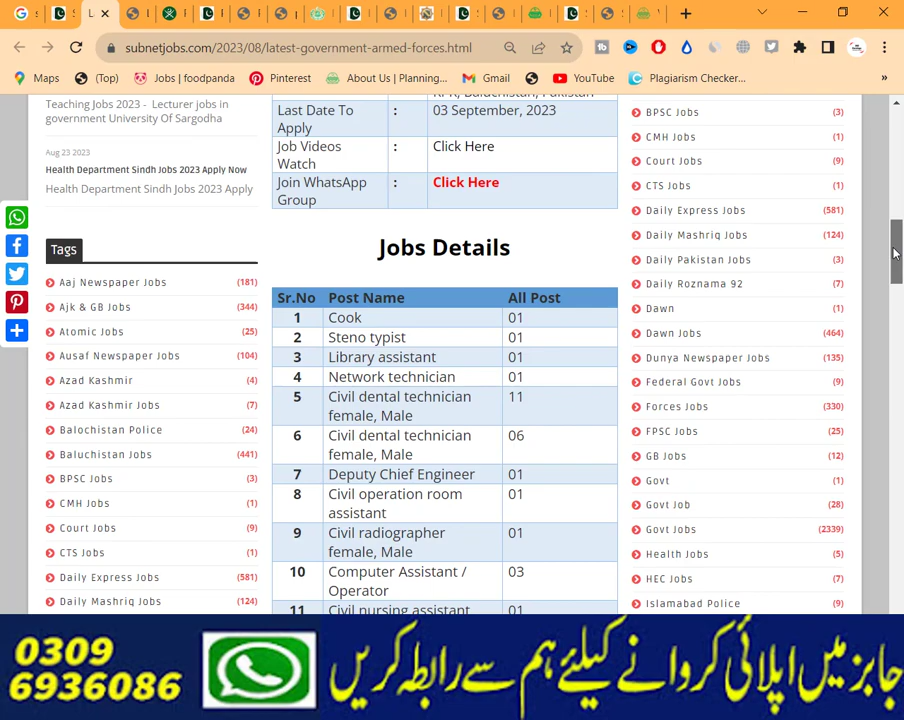 subnetjobs.com/2023/08/latest-government-armed-forces.html
Maps
(Top)
Jobs | foodpanda
Pinterest
About Us | Planning...
Gmail
YouTube
Plagiarism Checker...
»
Teaching Jobs 2023 - Lecturer jobs in
government University Of Sargodha
Aug 23 2023
Health Department Sindh Jobs 2023 Apply Now
Health Department Sindh Jobs 2023 Apply
Tags
Aaj Newspaper Jobs (181)
Ajk & GB Jobs (344)
Atomic Jobs (25)
Ausaf Newspaper Jobs (104)
Azad Kashmir (4)
Azad Kashmir Jobs (7)
Balochistan Police (24)
Baluchistan Jobs (441)
BPSC Jobs (3)
CMH Jobs (1)
Court Jobs (9)
CTS Jobs (1)
Daily Express Jobs (581)
Daily Mashriq Jobs (124)
KPK, Balochistan, Pakistan
Last Date To Apply : 03 September, 2023
Job Videos Watch : Click Here
Join WhatsApp Group : Click Here
Jobs Details
Sr.No Post Name All Post
1 Cook 01
2 Steno typist 01
3 Library assistant 01
4 Network technician 01
5 Civil dental technician female, Male 11
6 Civil dental technician female, Male 06
7 Deputy Chief Engineer 01
8 Civil operation room assistant 01
9 Civil radiographer female, Male 01
10 Computer Assistant / Operator 03
11 Civil nursing assistant 01
BPSC Jobs (3)
CMH Jobs (1)
Court Jobs (9)
CTS Jobs (1)
Daily Express Jobs (581)
Daily Mashriq Jobs (124)
Daily Pakistan Jobs (3)
Daily Roznama 92 (7)
Dawn (1)
Dawn Jobs (464)
Dunya Newspaper Jobs (135)
Federal Govt Jobs (9)
Forces Jobs (330)
FPSC Jobs (25)
GB Jobs (12)
Govt (1)
Govt Job (28)
Govt Jobs (2339)
Health Jobs (5)
HEC Jobs (7)
Islamabad Police (9)
0309
6936086
جابز میں اپلائی کروانے کیلئے ہم سے رابطہ کریں